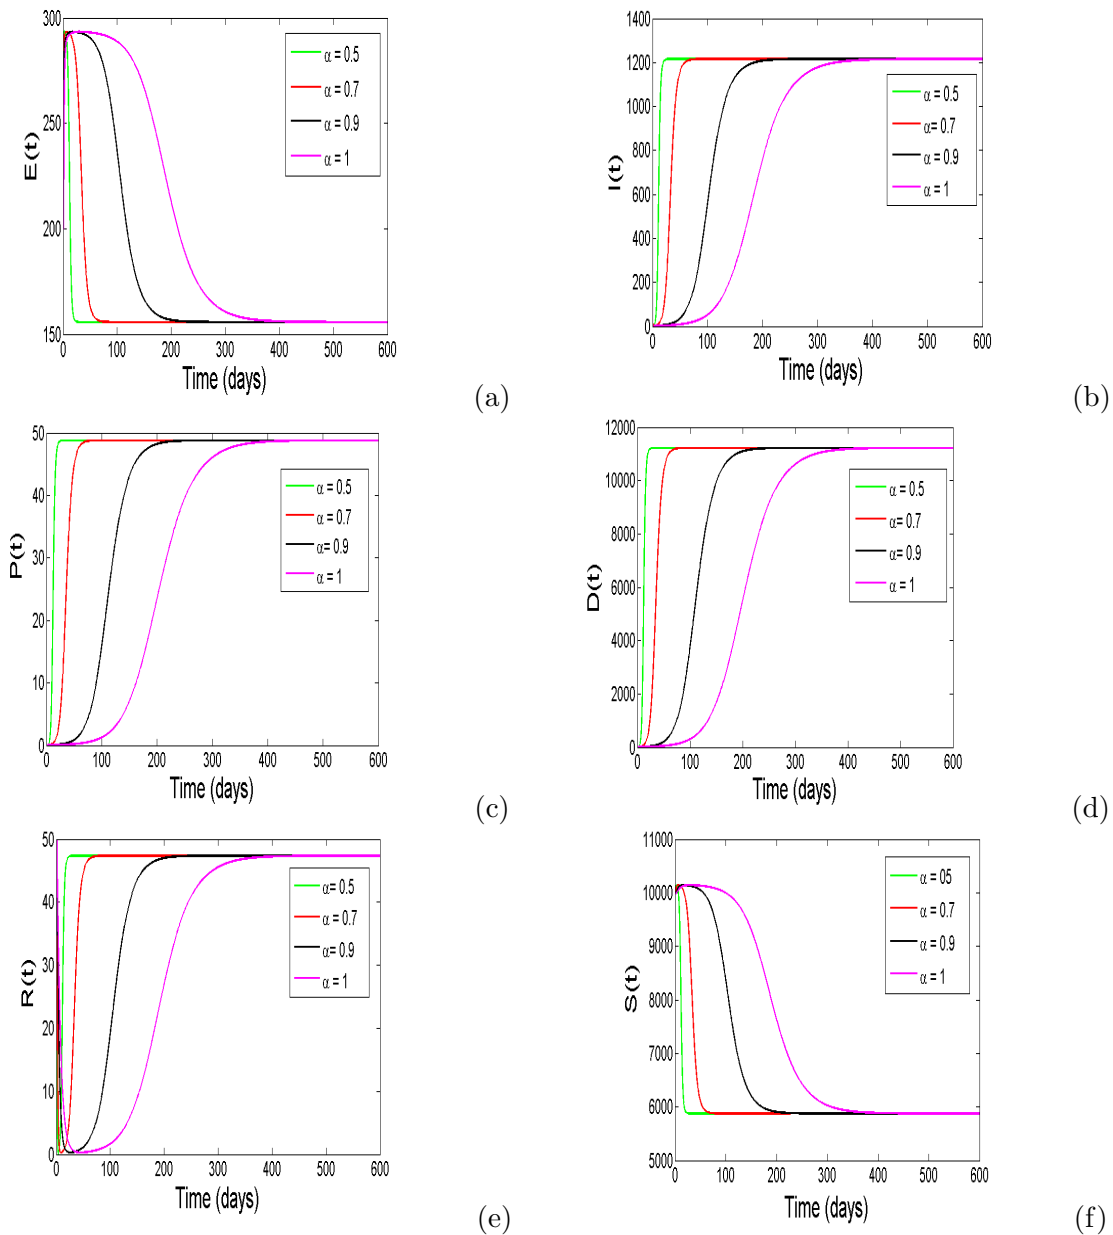 E(t)
300
250
200
150
0 100 200 300 400 500 600
Time (days)
α = 0.5
α = 0.7
α = 0.9
α = 1
(a)
I(t)
1400
1200
1000
800
600
400
200
0
0 100 200 300 400 500 600
Time (days)
α = 0.5
α= 0.7
α = 0.9
α = 1
(b)
P(t)
50
40
30
20
10
0
0 100 200 300 400 500 600
Time (days)
α = 0.5
α = 0.7
α= 0.9
α = 1
(c)
D(t)
12000
10000
8000
6000
4000
2000
0
0 100 200 300 400 500 600
Time (days)
α = 0.5
α = 0.7
α = 0.9
α = 1
(d)
R(t)
50
40
30
20
10
0
0 100 200 300 400 500 600
Time (days)
α= 0.5
α = 0.7
α= 0.9
α = 1
(e)
S(t)
11000
10000
9000
8000
7000
6000
5000
0 100 200 300 400 500 600
Time (days)
α = 05
α = 0.7
α = 0.9
α = 1
(f)